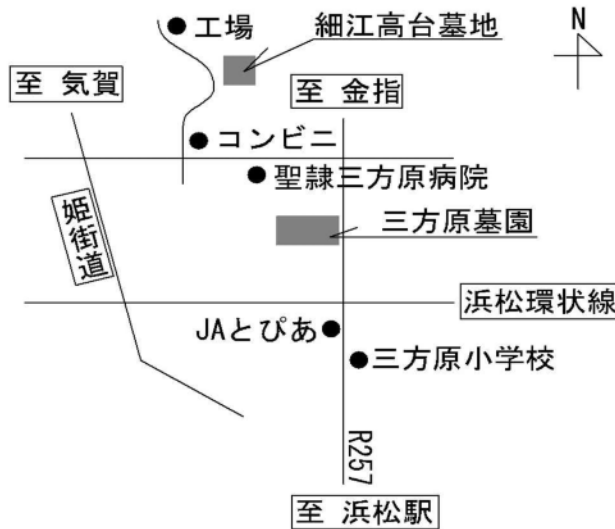 工場
細江高台墓地
N
至 気賀
至 金指
コンビニ
聖隷三方原病院
姫街道
三方原墓園
浜松環状線
JAとぴあ
三方原小学校
R257
至 浜松駅